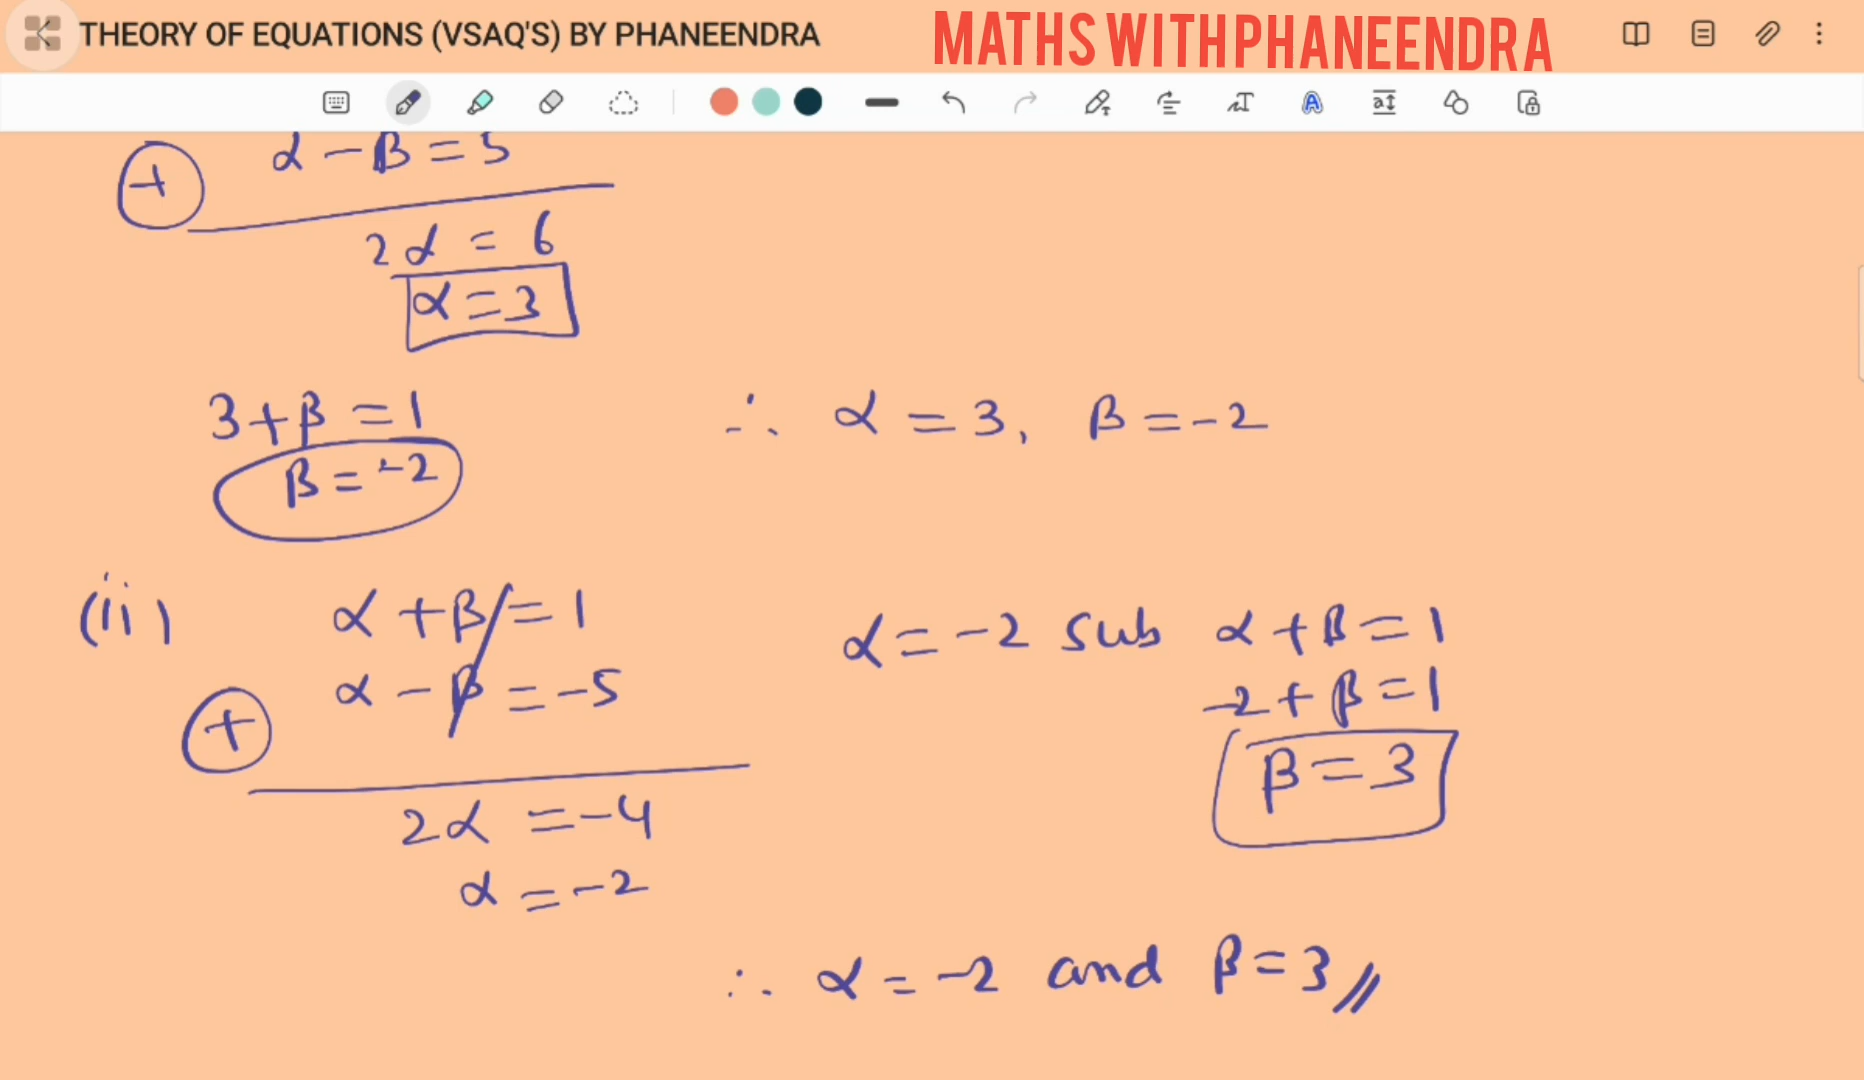 THEORY OF EQUATIONS (VSAQ'S) BY PHANEENDRA
MATHS WITH PHANEENDRA
α - β = 5
+
2α = 6
α = 3
3 + β = 1
β = -2
∴ α = 3, β = -2
(ii) α + β = 1
α - β = -5
+
2α = -4
α = -2
α = -2 sub α + β = 1
-2 + β = 1
β = 3
∴ α = -2 and β = 3 //